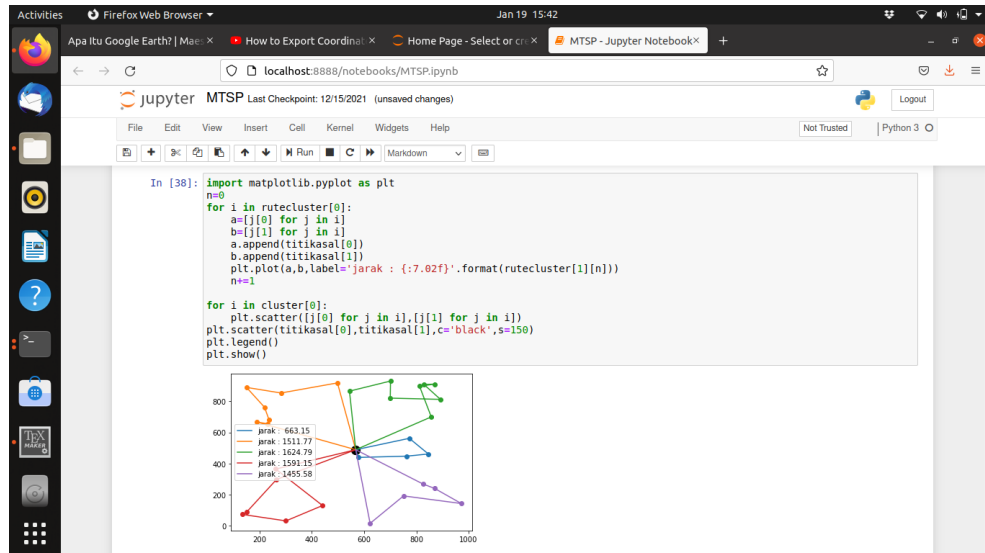 Activities
Firefox Web Browser
Jan 19 15:42
Apa Itu Google Earth? | Maes
How to Export Coordinat
Home Page - Select or cre
MTSP - Jupyter Notebook
localhost:8888/notebooks/MTSP.ipynb
jupyter MTSP Last Checkpoint: 12/15/2021 (unsaved changes)
Logout
File Edit View Insert Cell Kernel Widgets Help
Not Trusted
Python 3
Run
Markdown
In [38]:
import matplotlib.pyplot as plt
n=0
for i in rutecluster[0]:
    a=[j[0] for j in i]
    b=[j[1] for j in i]
    a.append(titikasal[0])
    b.append(titikasal[1])
    plt.plot(a,b,label='jarak : {:7.02f}'.format(rutecluster[1][n]))
    n+=1
for i in cluster[0]:
    plt.scatter([j[0] for j in i],[j[1] for j in i])
plt.scatter(titikasal[0],titikasal[1],c='black',s=150)
plt.legend()
plt.show()
800
600
400
200
0
jarak : 663.15
jarak : 1511.77
jarak : 1624.79
jarak : 1591.15
jarak : 1455.58
200 400 600 800 1000
TEX
MAKER